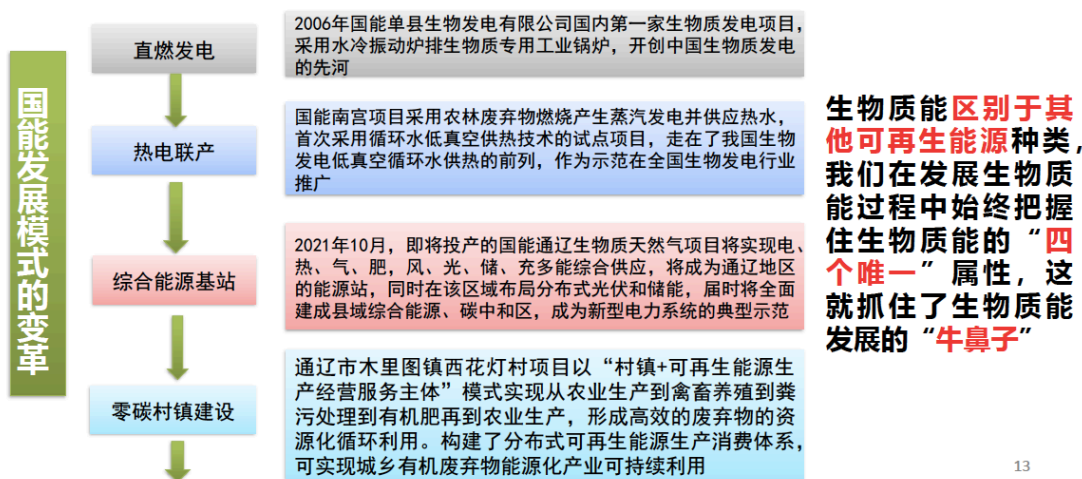 国能发展模式的变革
直燃发电
2006年国能单县生物发电有限公司国内第一家生物质发电项目，
采用水冷振动炉排生物质专用工业锅炉，开创中国生物质发电
的先河
热电联产
国能南宫项目采用农林废弃物燃烧产生蒸汽发电并供应热水，
首次采用循环水低真空供热技术的试点项目，走在了我国生物
发电低真空循环水供热的前列，作为示范在全国生物发电行业
推广
综合能源基站
2021年10月，即将投产的国能通辽生物质天然气项目将实现电、
热、气、肥，风、光、储、充多能综合供应，将成为通辽地区
的能源站，同时在该区域布局分布式光伏和储能，届时将全面
建成县域综合能源、碳中和区，成为新型电力系统的典型示范
零碳村镇建设
通辽市木里图镇西花灯村项目以“村镇+可再生能源生
产经营服务主体”模式实现从农业生产到禽畜养殖到粪
污处理到有机肥再到农业生产，形成高效的废弃物的资
源化循环利用。构建了分布式可再生能源生产消费体系，
可实现城乡有机废弃物能源化产业可持续利用
生物质能区别于其
他可再生能源种类，
我们在发展生物质
能过程中始终把握
住生物质能的“四
个唯一”属性，这
就抓住了生物质能
发展的“牛鼻子”
13